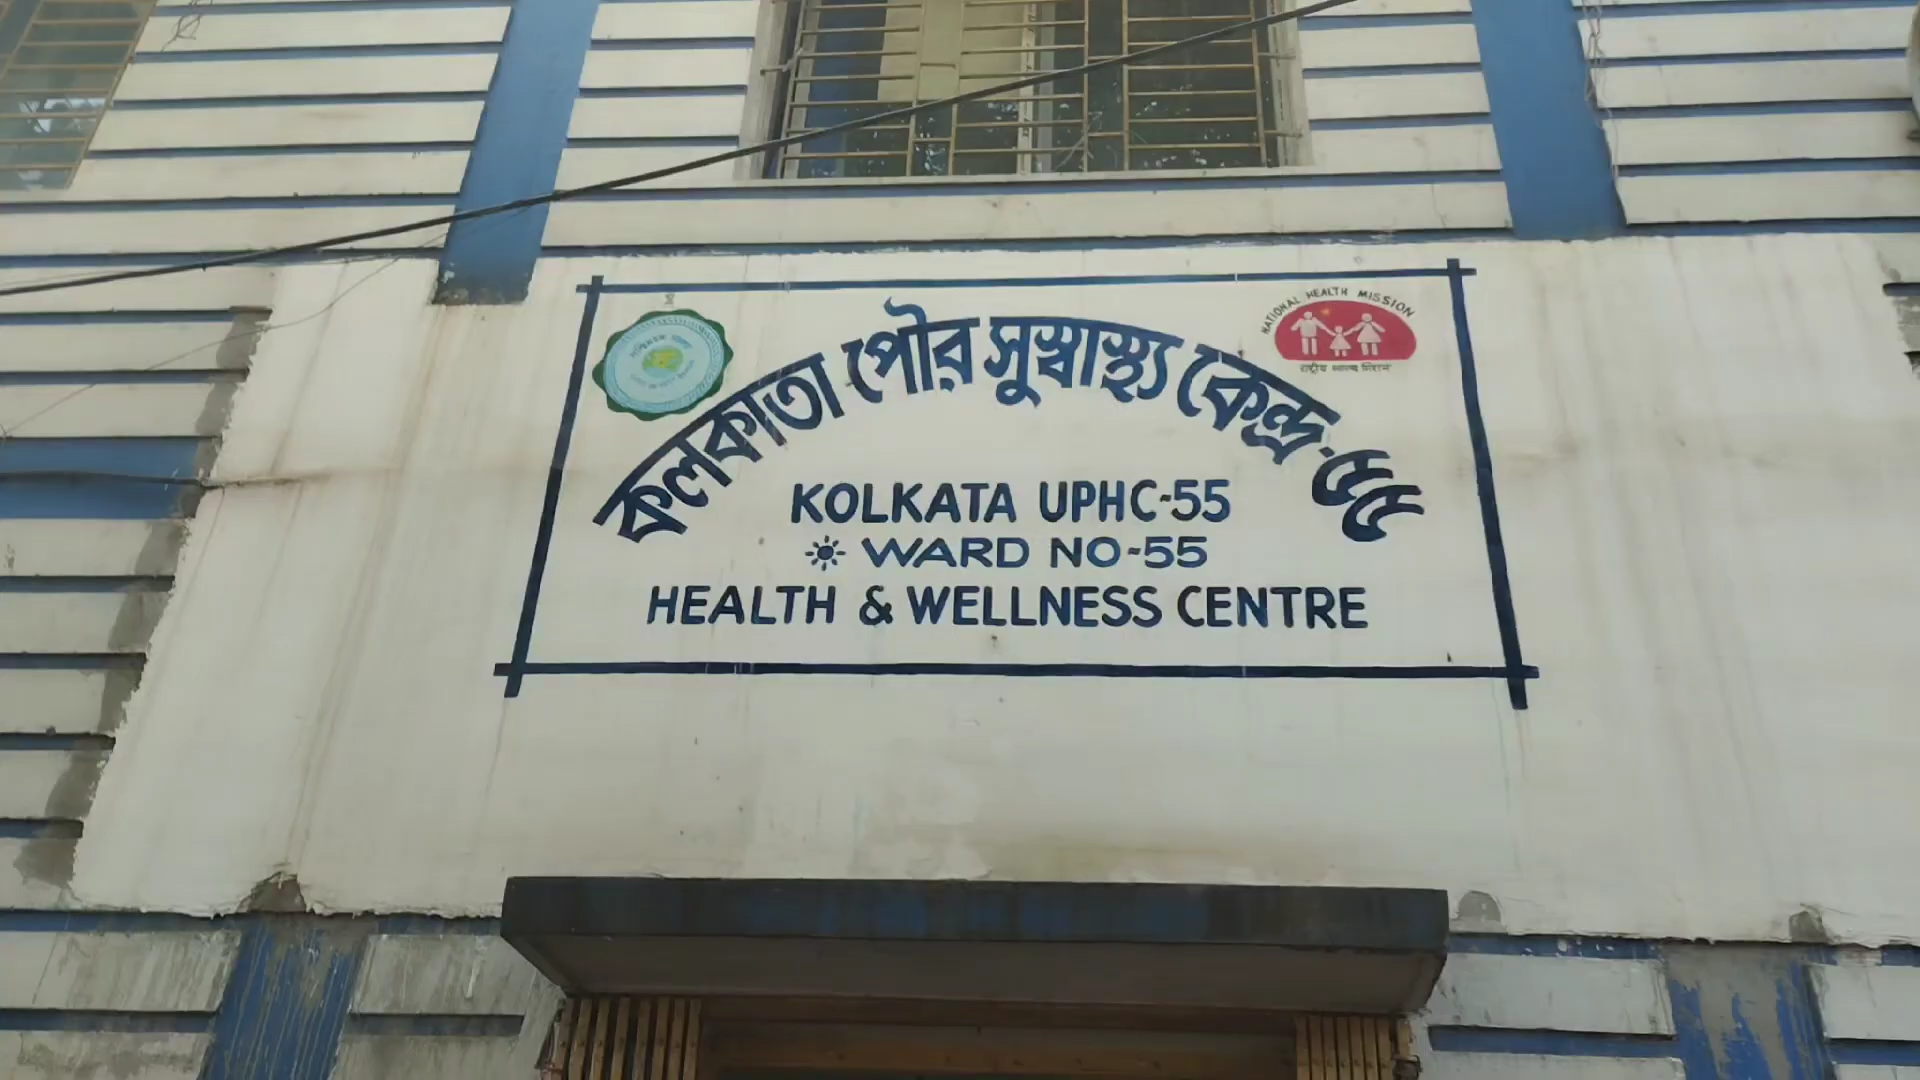 NATIONAL HEALTH MISSION
কলকাতা পৌর সুস্বাস্থ্য কেন্দ্র-৫৫
KOLKATA UPHC-55
WARD NO-55
HEALTH & WELLNESS CENTRE